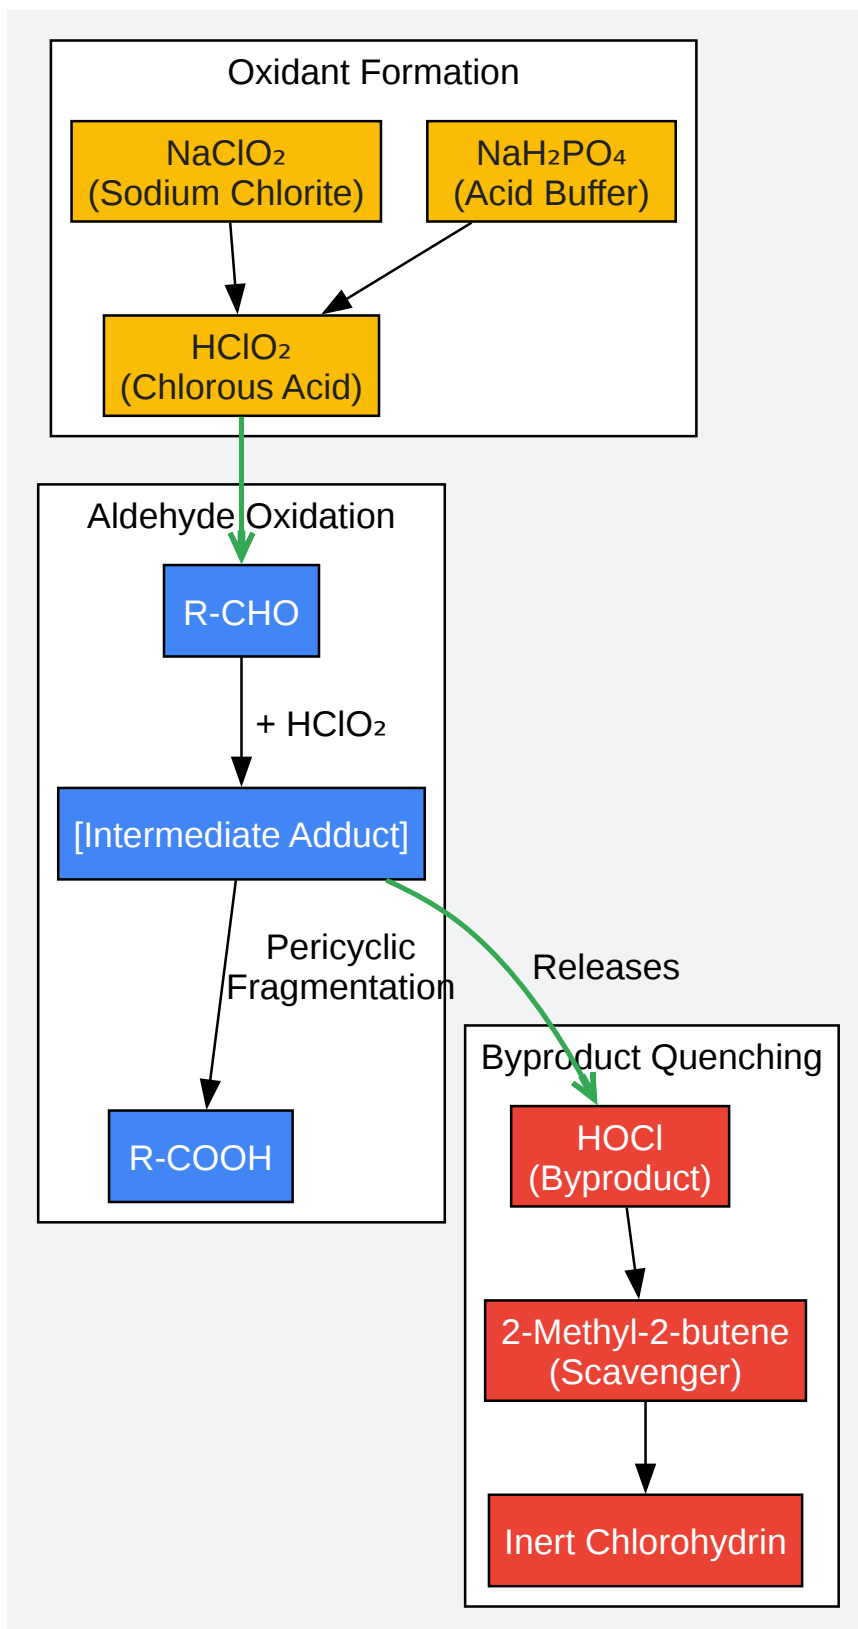 Oxidant Formation
NaClO₂
(Sodium Chlorite)
NaH₂PO₄
(Acid Buffer)
HClO₂
(Chlorous Acid)
Aldehyde Oxidation
R-CHO
+ HClO₂
[Intermediate Adduct]
Pericyclic
Fragmentation
Releases
R-COOH
Byproduct Quenching
HOCl
(Byproduct)
2-Methyl-2-butene
(Scavenger)
Inert Chlorohydrin